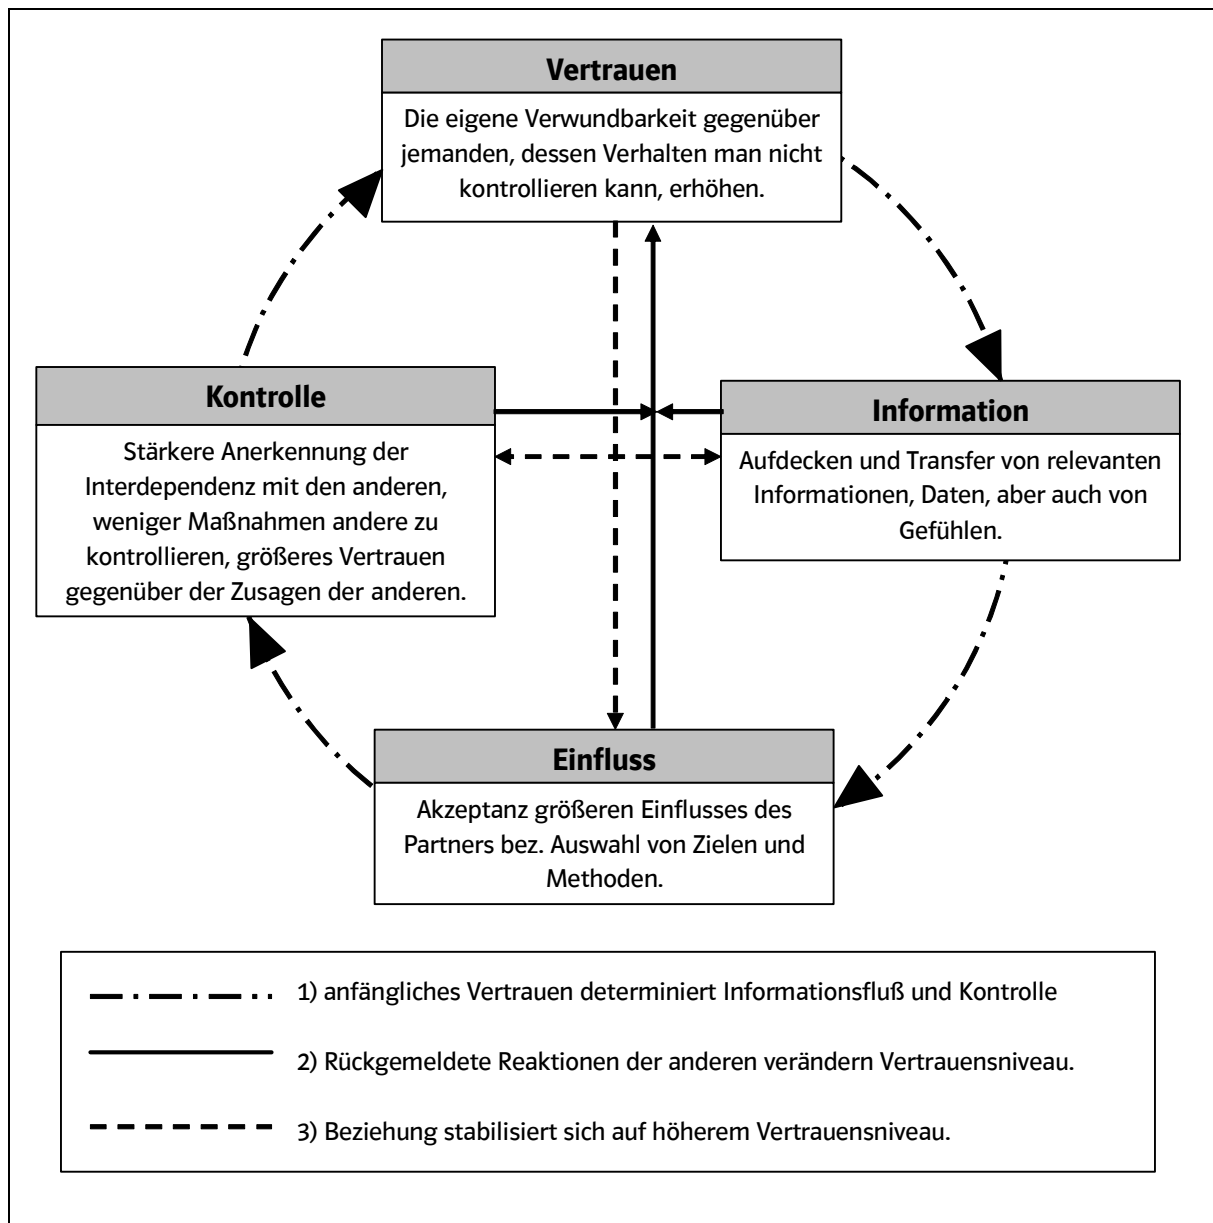 Vertrauen
Die eigene Verwundbarkeit gegenüber
jemanden, dessen Verhalten man nicht
kontrollieren kann, erhöhen.
Kontrolle
Stärkere Anerkennung der
Interdependenz mit den anderen,
weniger Maßnahmen andere zu
kontrollieren, größeres Vertrauen
gegenüber der Zusagen der anderen.
Information
Aufdecken und Transfer von relevanten
Informationen, Daten, aber auch von
Gefühlen.
Einfluss
Akzeptanz größeren Einflusses des
Partners bez. Auswahl von Zielen und
Methoden.
1) anfängliches Vertrauen determiniert Informationsfluß und Kontrolle
2) Rückgemeldete Reaktionen der anderen verändern Vertrauensniveau.
3) Beziehung stabilisiert sich auf höherem Vertrauensniveau.